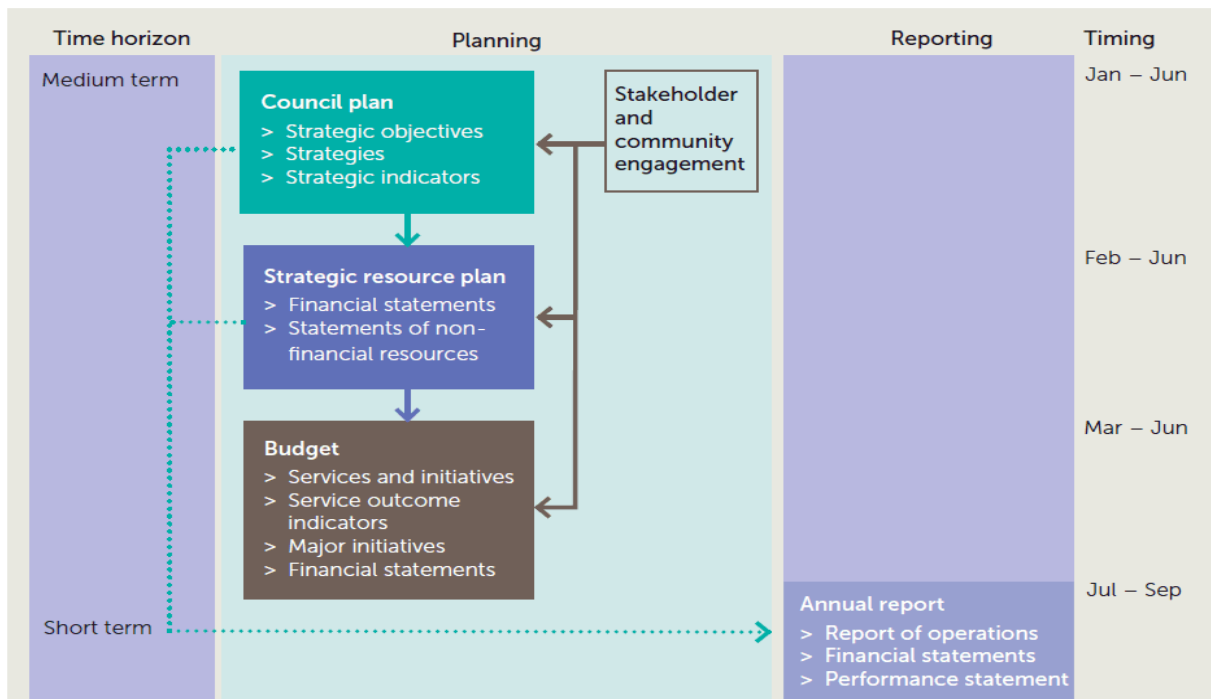 Time horizon
Planning
Reporting
Timing
Medium term
Jan – Jun
Council plan
> Strategic objectives
> Strategies
> Strategic indicators
Stakeholder
and
community
engagement
Feb – Jun
Strategic resource plan
> Financial statements
> Statements of non-
financial resources
Mar – Jun
Budget
> Services and initiatives
> Service outcome
indicators
> Major initiatives
> Financial statements
Jul – Sep
Short term
Annual report
> Report of operations
> Financial statements
> Performance statement